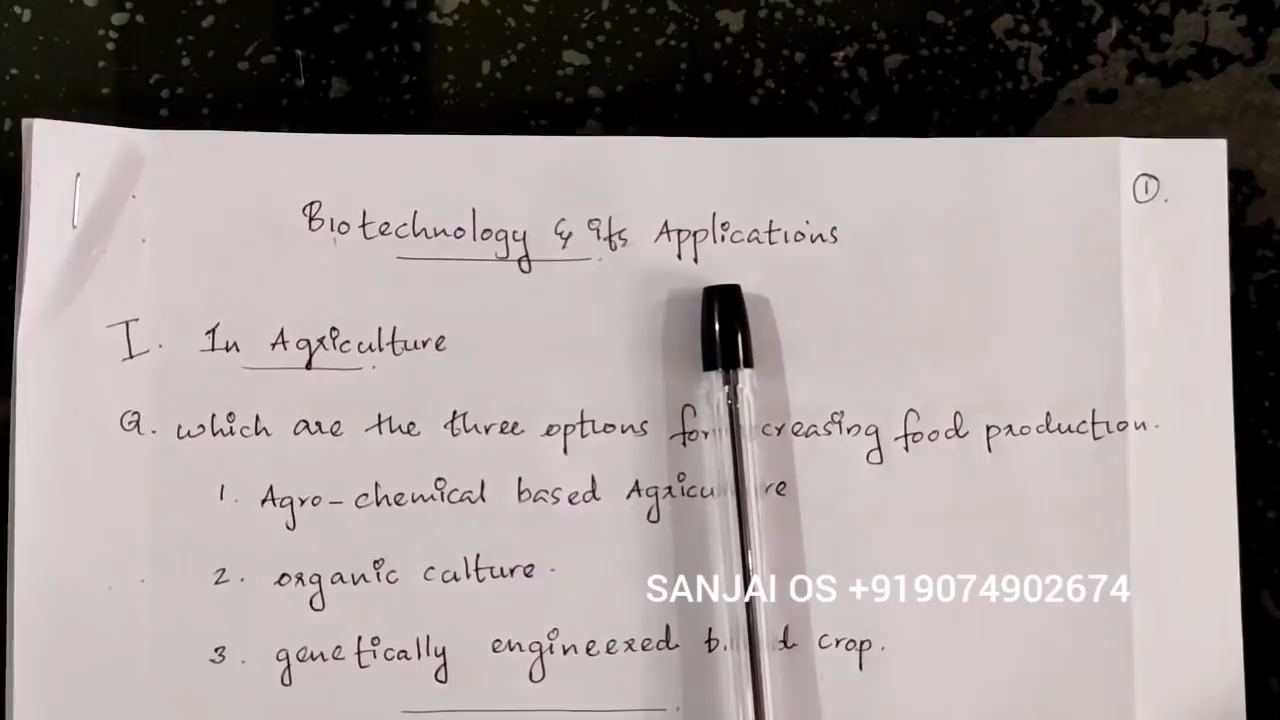 ①.
Biotechnology & its Applications
I. In Agriculture
Q. which are the three options for creasing food production.
1. Agro-chemical based Agricu re
2. organic calture.
SANJAI OS +919074902674
3. genetically engineered crop.